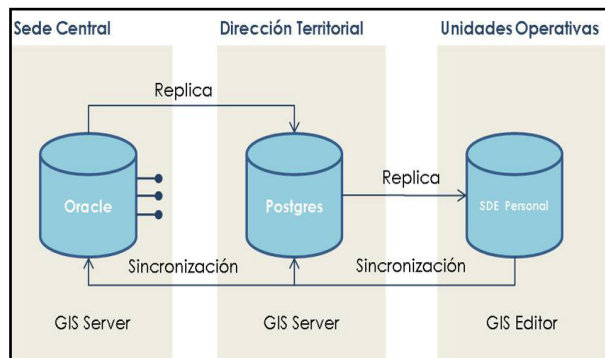 Sede Central
Dirección Territorial
Unidades Operativas
Replica
Oracle
Postgres
Replica
SDE Personal
Sincronización
Sincronización
GIS Server
GIS Server
GIS Editor